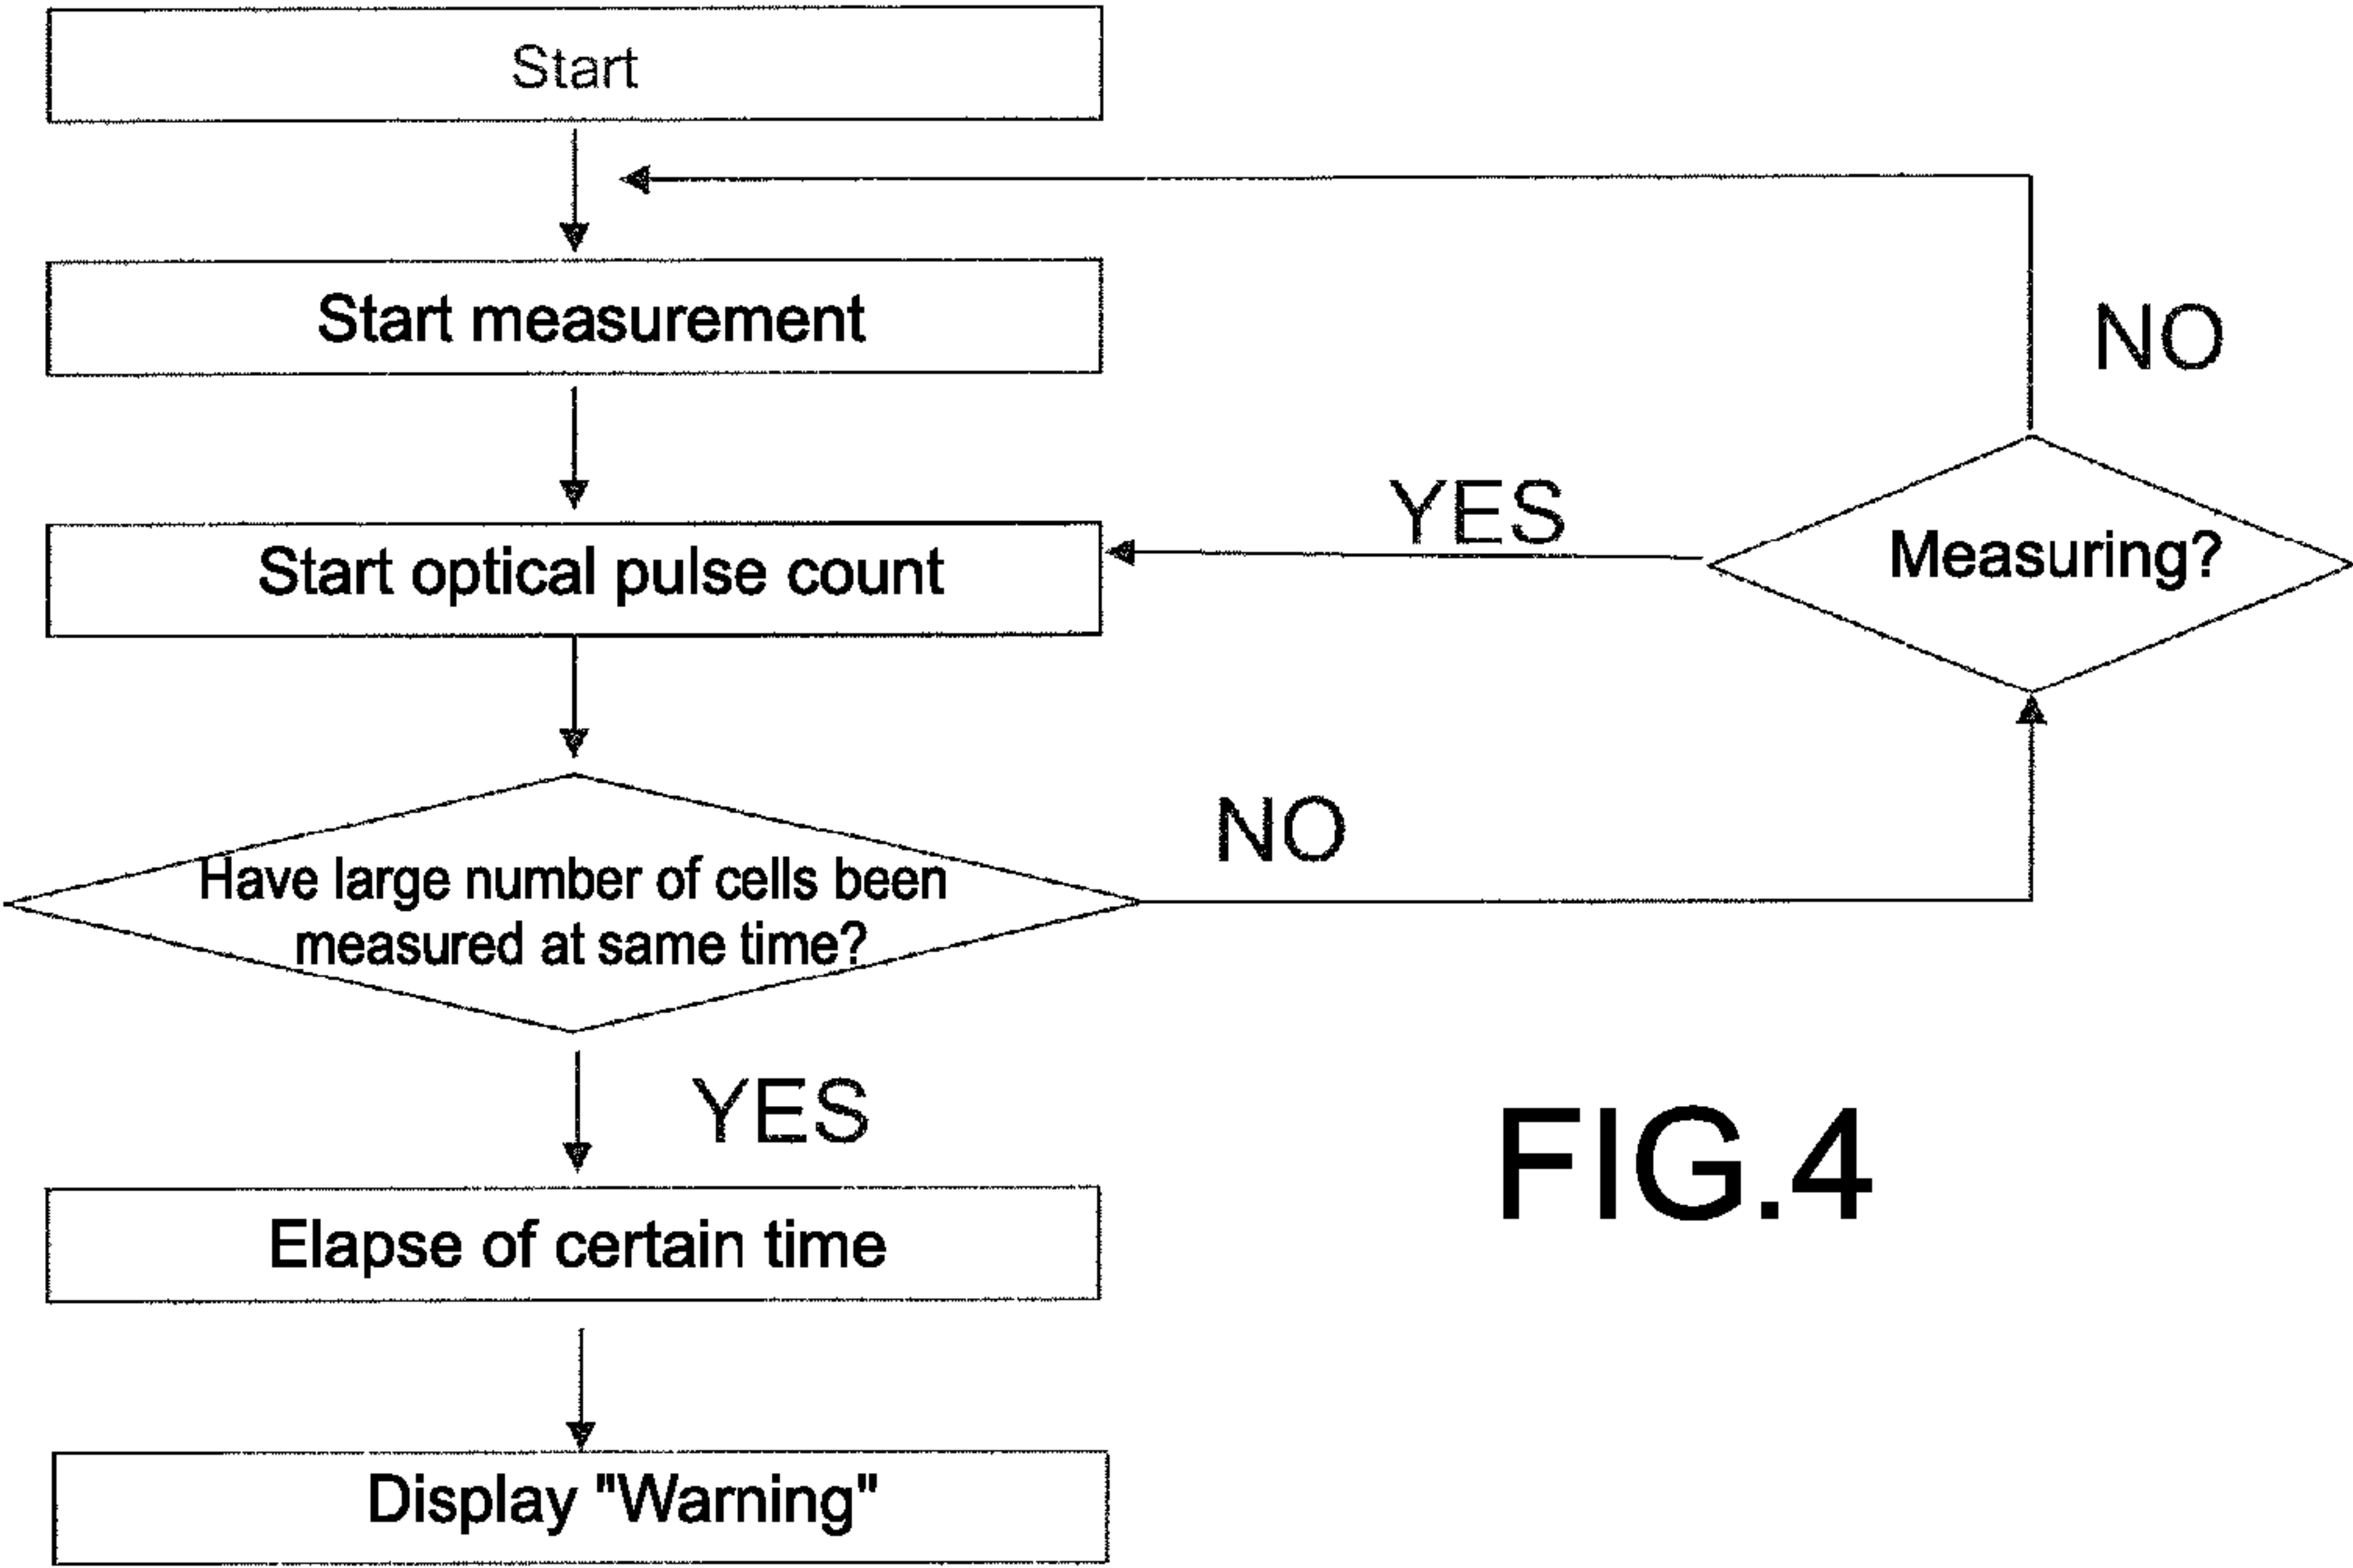 Start
NO
Start measurement
YES
Start optical pulse count
Measuring?
NO
Have large number of cells been
measured at same time?
YES
FIG.4
Elapse of certain time
Display "Warning"